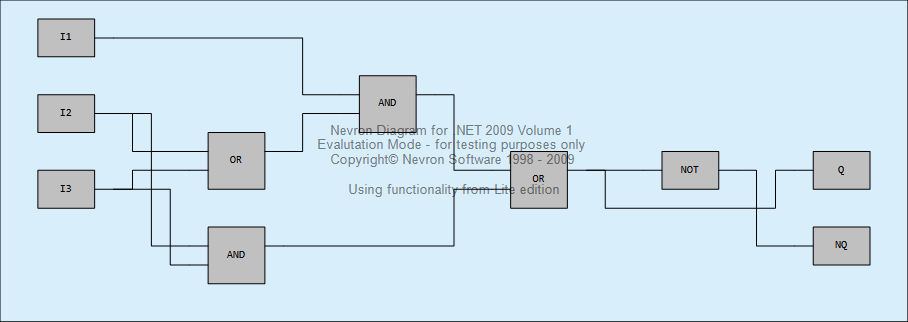 I1
AND
I2
Nevron Diagram for .NET 2009 Volume 1
Evalutation Mode - for testing purposes only
Copyright© Nevron Software 1998 - 2009
OR
NOT
Q
OR
I3
Using functionality from Lite edition
AND
NQ